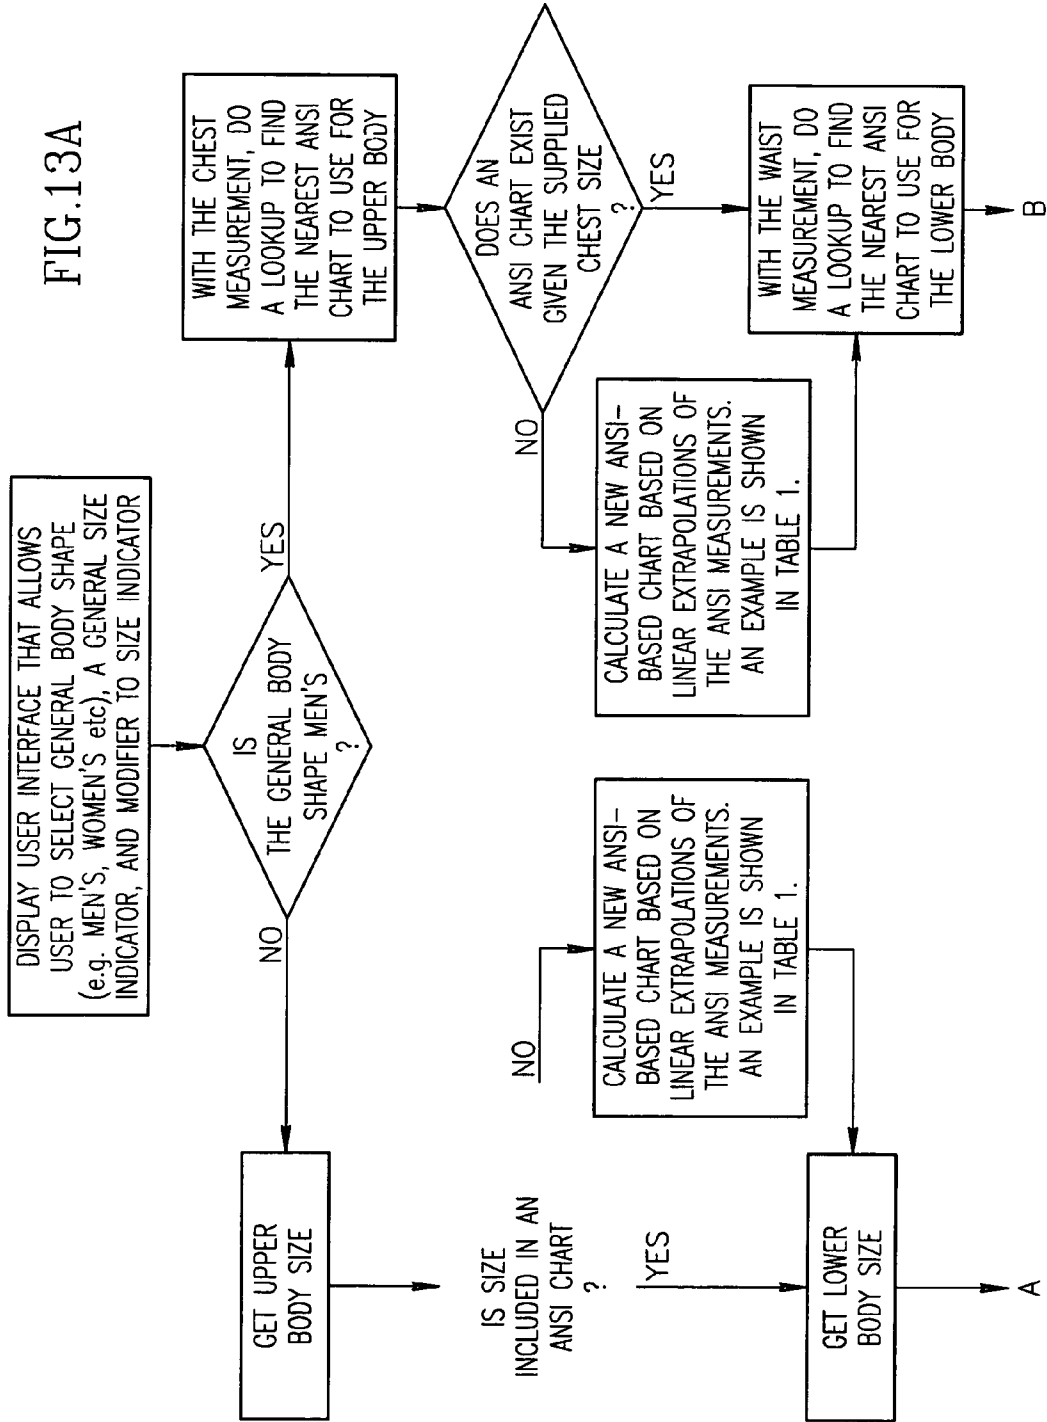 FIG.13A
DISPLAY USER INTERFACE THAT ALLOWS
USER TO SELECT GENERAL BODY SHAPE
(e.g. MEN'S, WOMEN'S etc), A GENERAL SIZE
INDICATOR, AND MODIFIER TO SIZE INDICATOR
IS
THE GENERAL BODY
SHAPE MEN'S
?
NO
YES
GET UPPER
BODY SIZE
IS SIZE
INCLUDED IN AN
ANSI CHART
?
NO
YES
CALCULATE A NEW ANSI-
BASED CHART BASED ON
LINEAR EXTRAPOLATIONS OF
THE ANSI MEASUREMENTS.
AN EXAMPLE IS SHOWN
IN TABLE 1.
GET LOWER
BODY SIZE
A
WITH THE CHEST
MEASUREMENT, DO
A LOOKUP TO FIND
THE NEAREST ANSI
CHART TO USE FOR
THE UPPER BODY
DOES AN
ANSI CHART EXIST
GIVEN THE SUPPLIED
CHEST SIZE
?
NO
YES
CALCULATE A NEW ANSI-
BASED CHART BASED ON
LINEAR EXTRAPOLATIONS OF
THE ANSI MEASUREMENTS.
AN EXAMPLE IS SHOWN
IN TABLE 1.
WITH THE WAIST
MEASUREMENT, DO
A LOOKUP TO FIND
THE NEAREST ANSI
CHART TO USE FOR
THE LOWER BODY
B